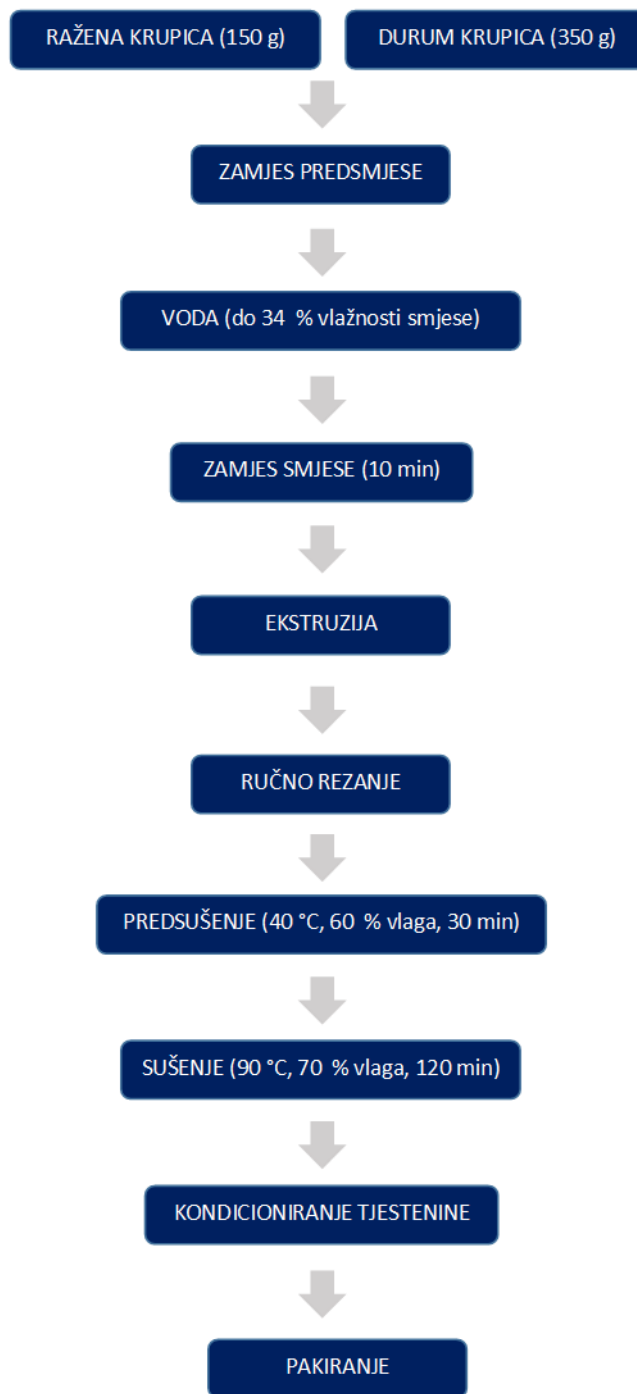 RAŽENA KRUPICA (150 g)
DURUM KRUPICA (350 g)
ZAMJES PREDSMJESE
VODA (do 34 % vlažnosti smjese)
ZAMJES SMJESE (10 min)
EKSTRUZIJA
RUČNO REZANJE
PREDSUŠENJE (40 °C, 60 % vlaga, 30 min)
SUŠENJE (90 °C, 70 % vlaga, 120 min)
KONDICIONIRANJE TJESTENINE
PAKIRANJE